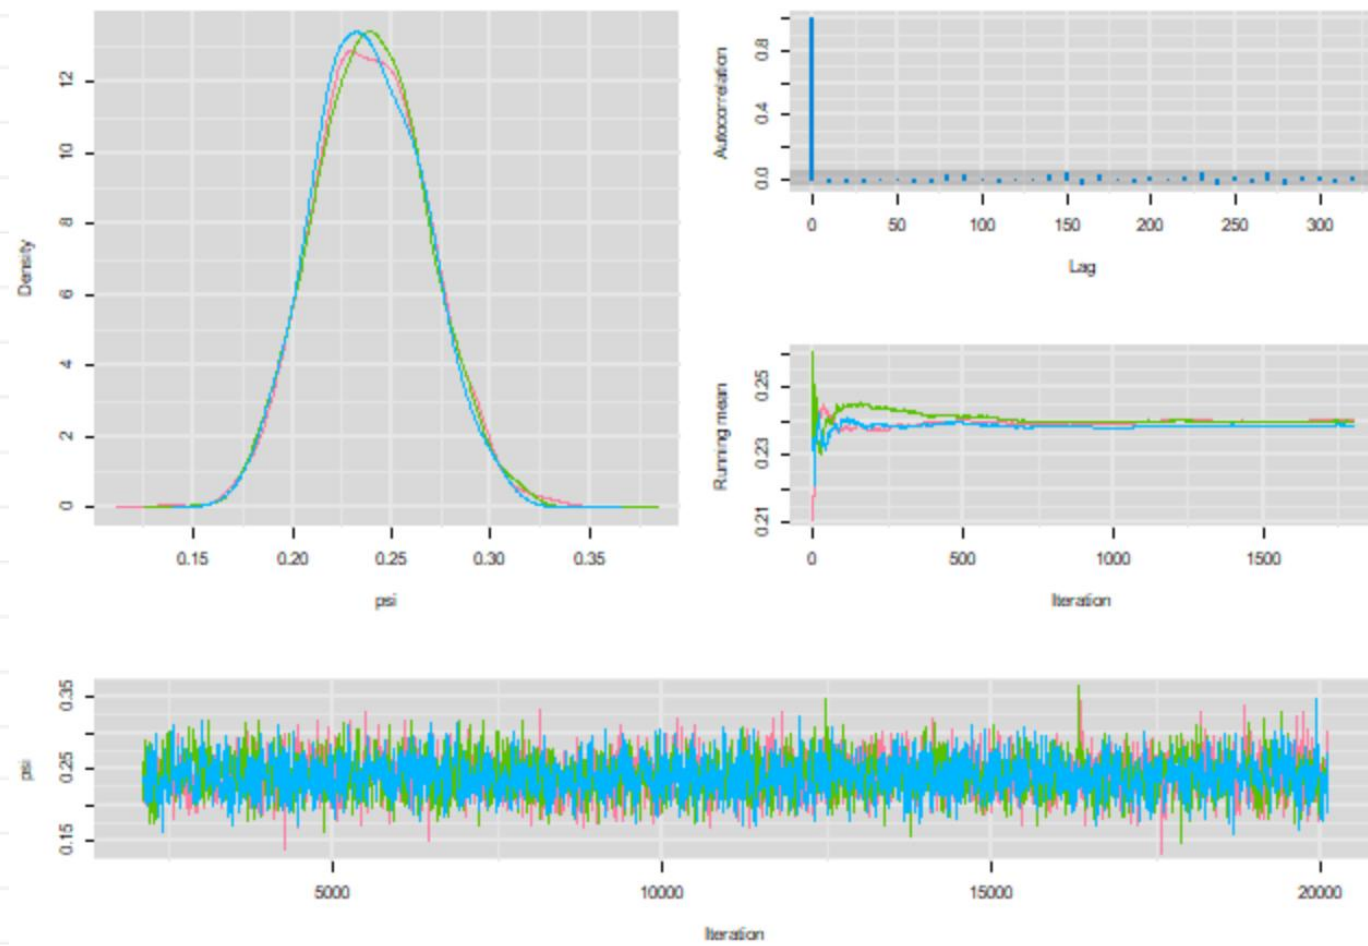 Density
12
10
8
6
4
2
0
0.15 0.20 0.25 0.30 0.35
psi
Autocorrelation
0.8
0.4
0.0
0 50 100 150 200 250 300
Lag
Running mean
0.25
0.23
0.21
0 500 1000 1500
Iteration
psi
0.35
0.25
0.15
5000 10000 15000 20000
Iteration